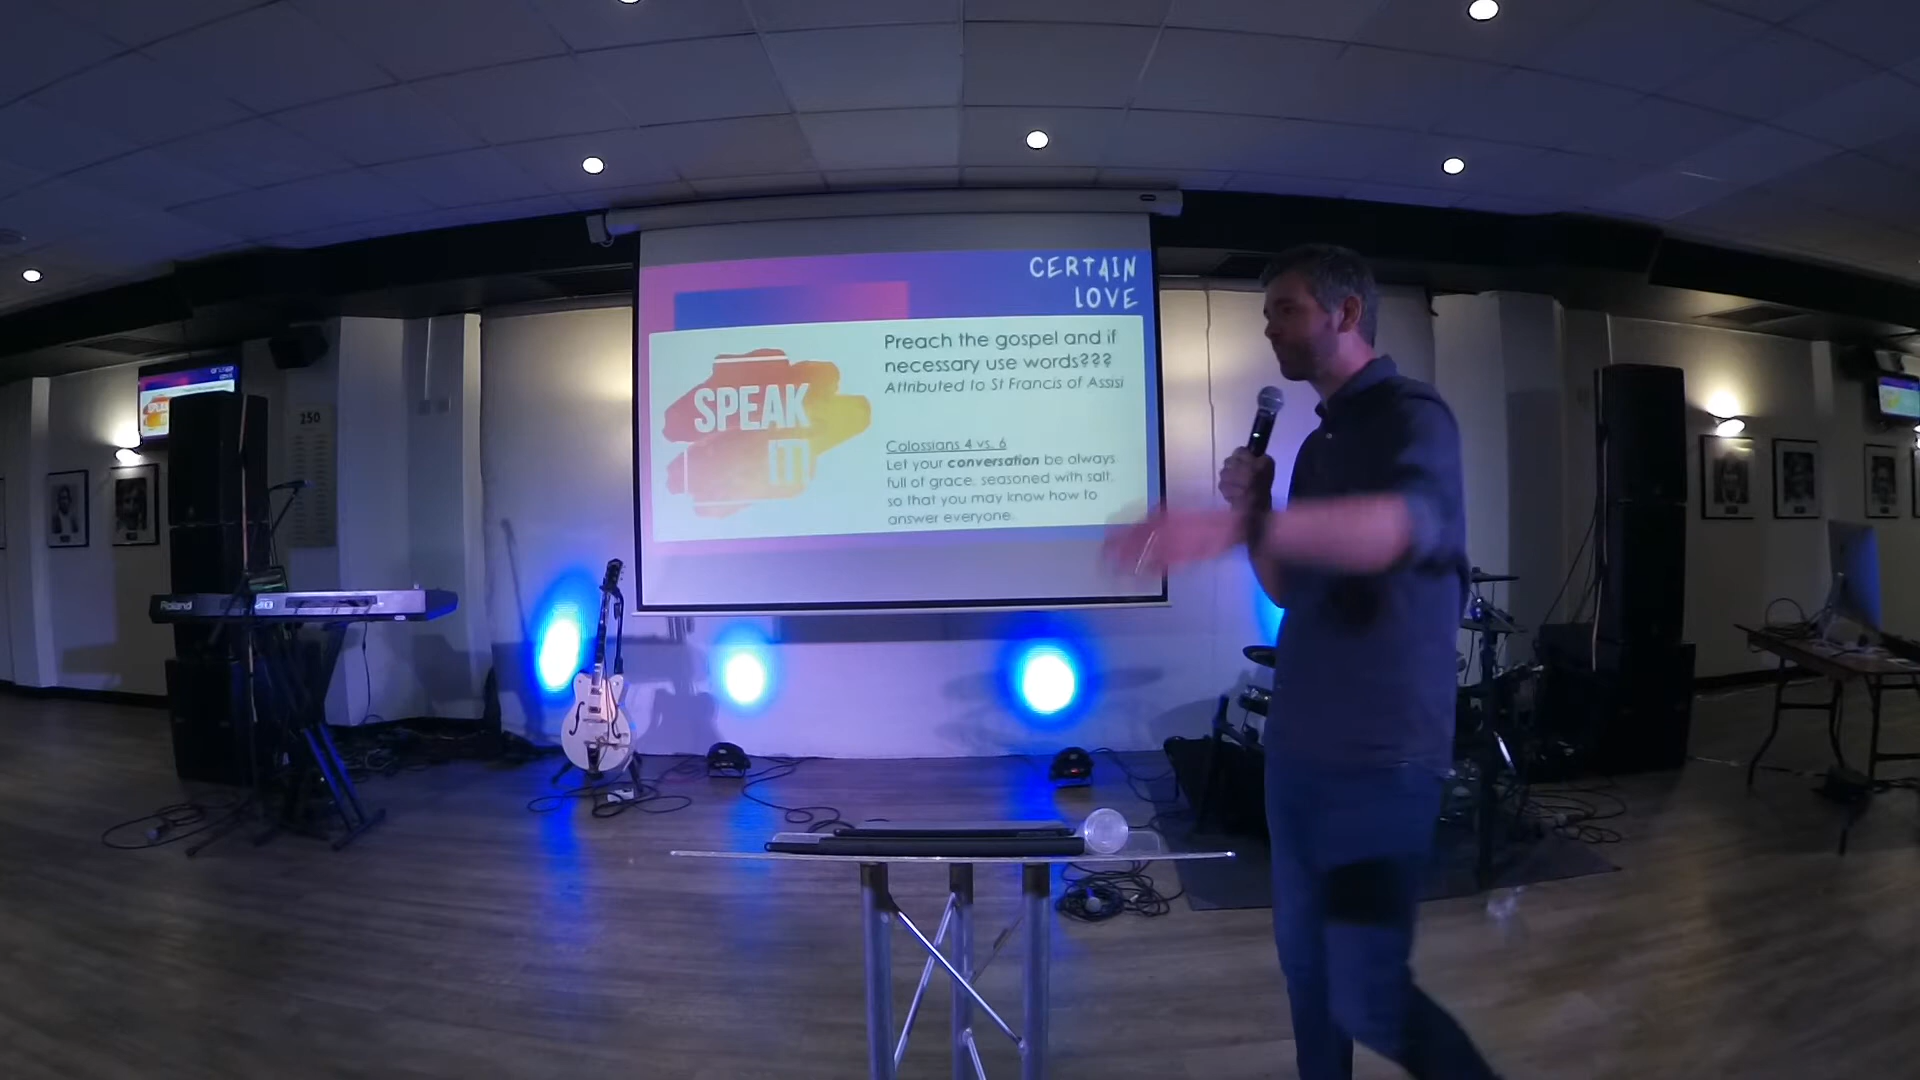 CERTAIN
LOVE
Preach the gospel and if
necessary use words???
Attributed to St Francis of Assisi
SPEAK
IT!
Colossians 4 vs. 6
Let your conversation be always
full of grace, seasoned with salt,
so that you may know how to
answer everyone.
250
Roland